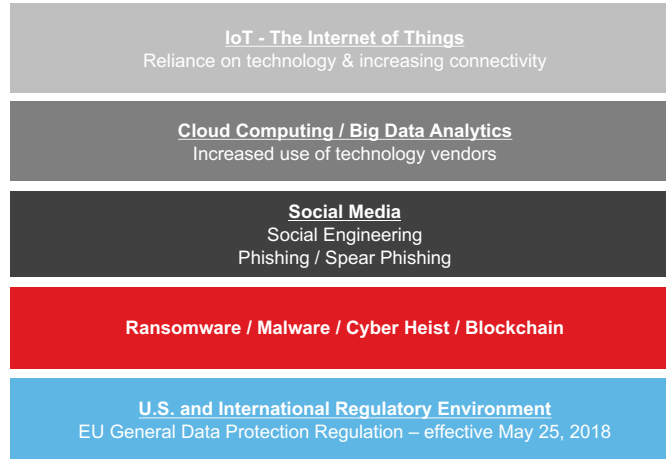 IoT - The Internet of Things
Reliance on technology & increasing connectivity
Cloud Computing / Big Data Analytics
Increased use of technology vendors
Social Media
Social Engineering
Phishing / Spear Phishing
Ransomware / Malware / Cyber Heist / Blockchain
U.S. and International Regulatory Environment
EU General Data Protection Regulation – effective May 25, 2018